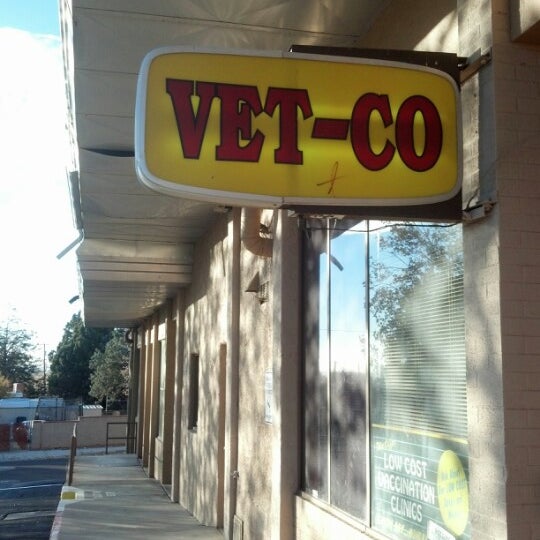 VET-CO
LOW COST
VACCINATION
CLINICS